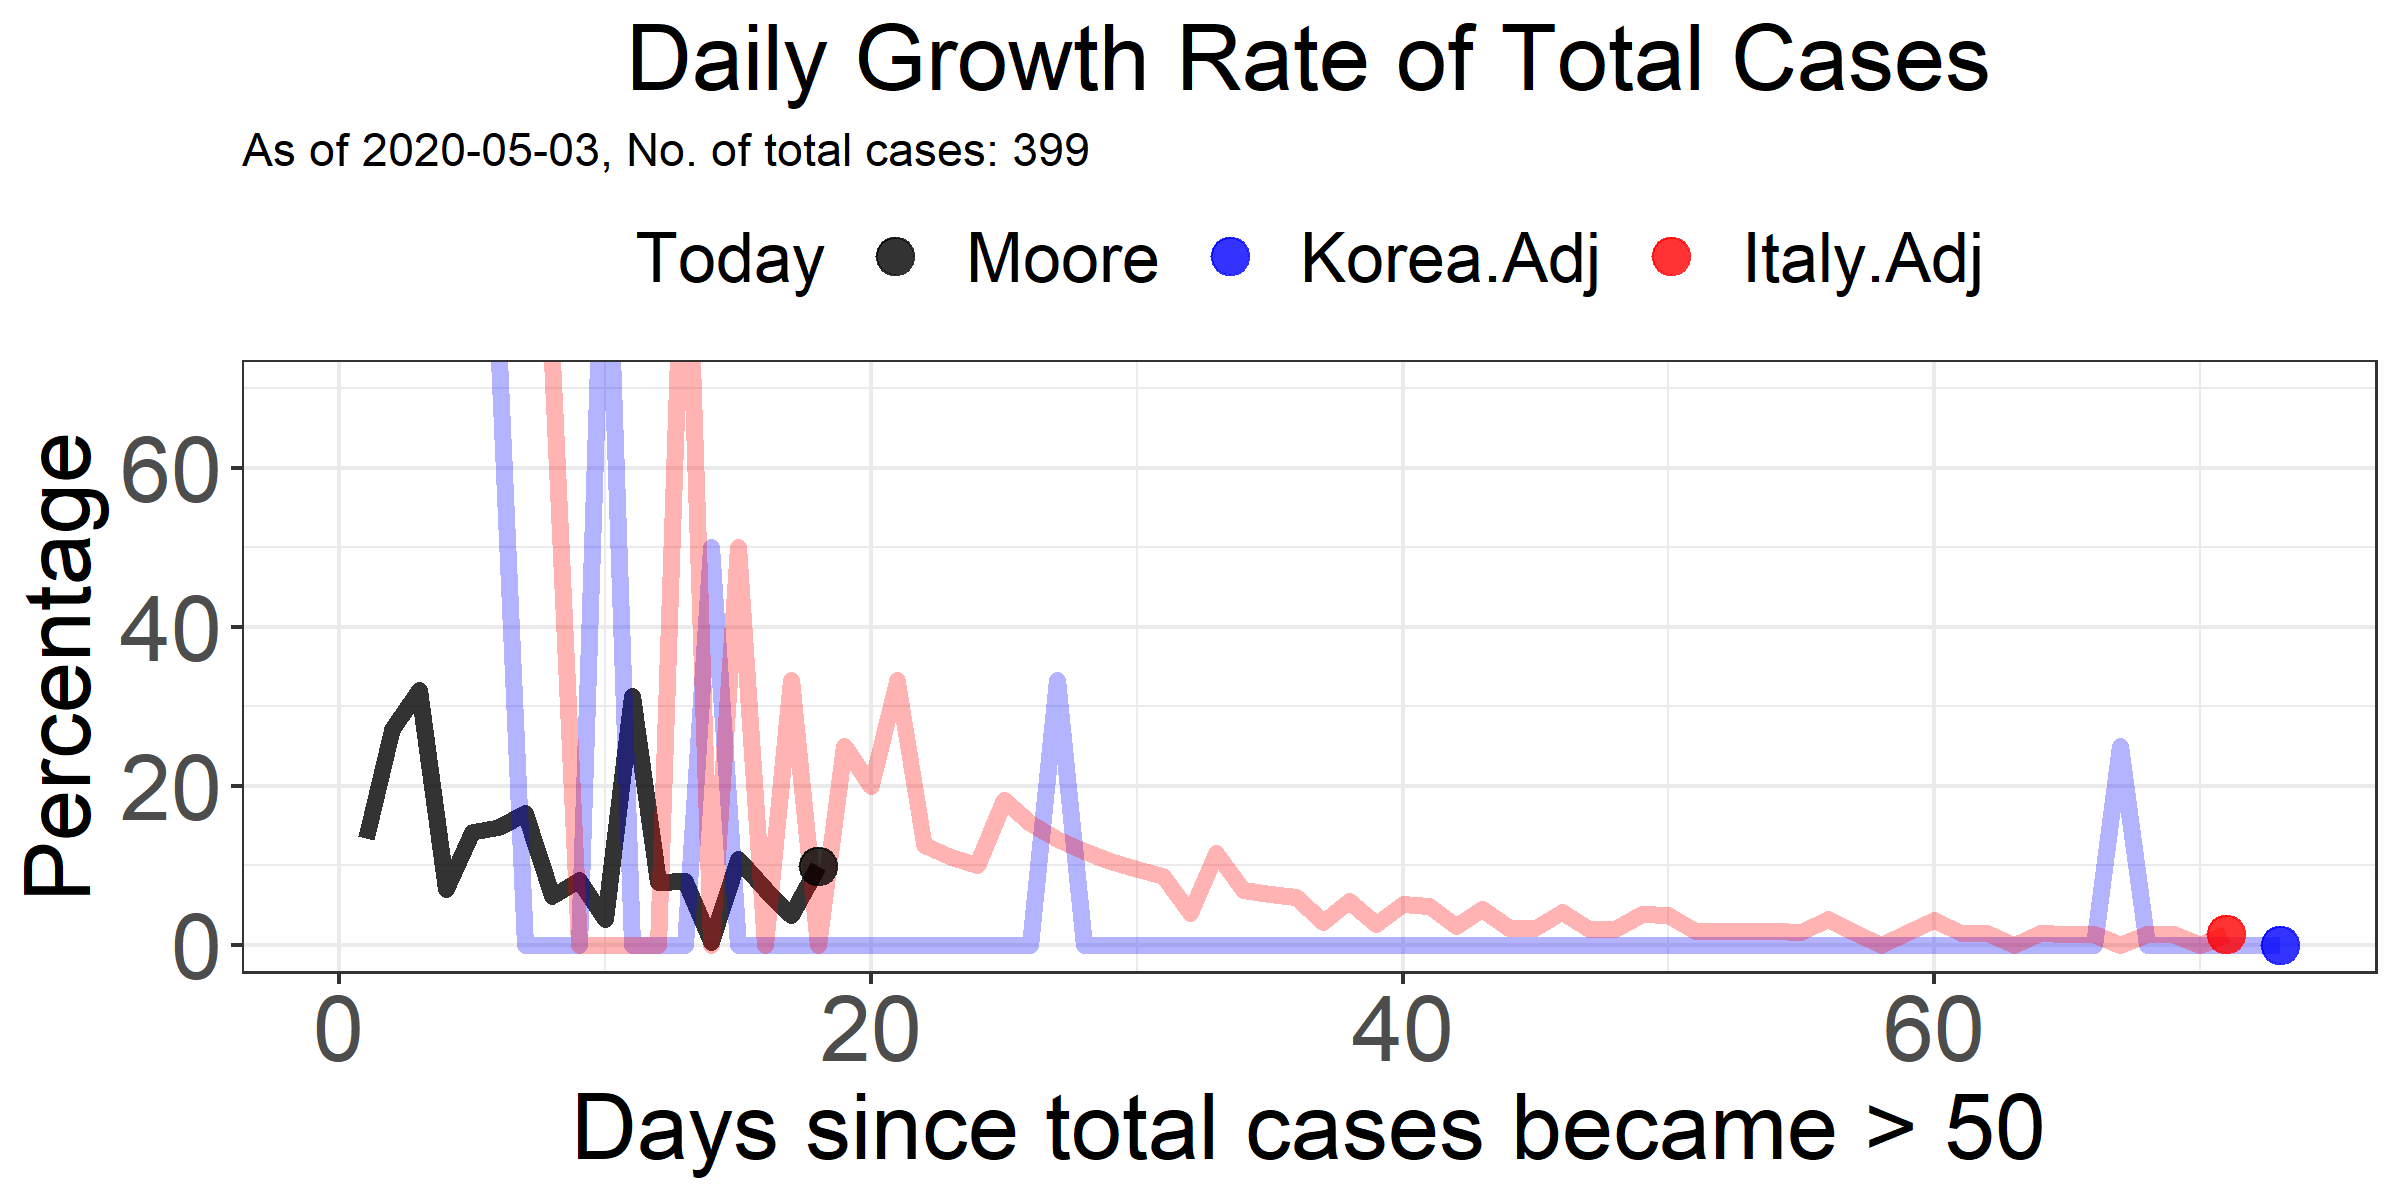 Daily Growth Rate of Total Cases
As of 2020-05-03, No. of total cases: 399
Today Moore Korea.Adj Italy.Adj
Percentage
60
40
20
0
0 20 40 60
Days since total cases became > 50